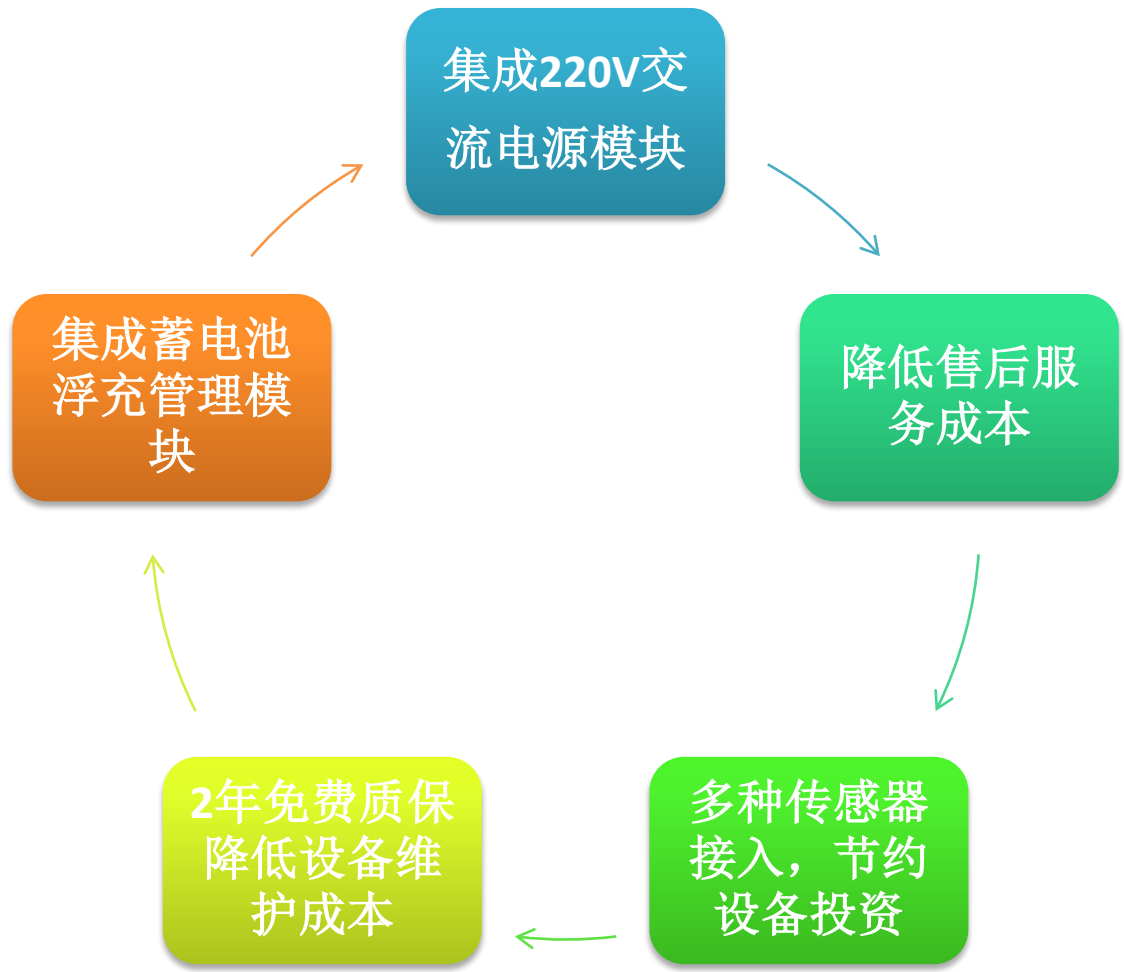 集成220V交
流电源模块
降低售后服
务成本
多种传感器
接入，节约
设备投资
2年免费质保
降低设备维
护成本
集成蓄电池
浮充管理模
块